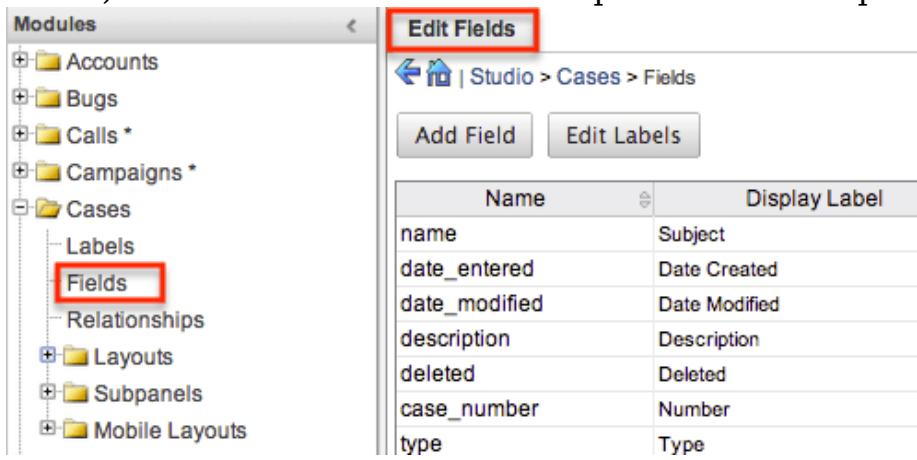 Modules <
Accounts
Bugs
Calls *
Campaigns *
Cases
Labels
Fields
Relationships
Layouts
Subpanels
Mobile Layouts
Edit Fields
| Studio > Cases > Fields
Add Field Edit Labels
Name Display Label
name Subject
date_entered Date Created
date_modified Date Modified
description Description
deleted Deleted
case_number Number
type Type